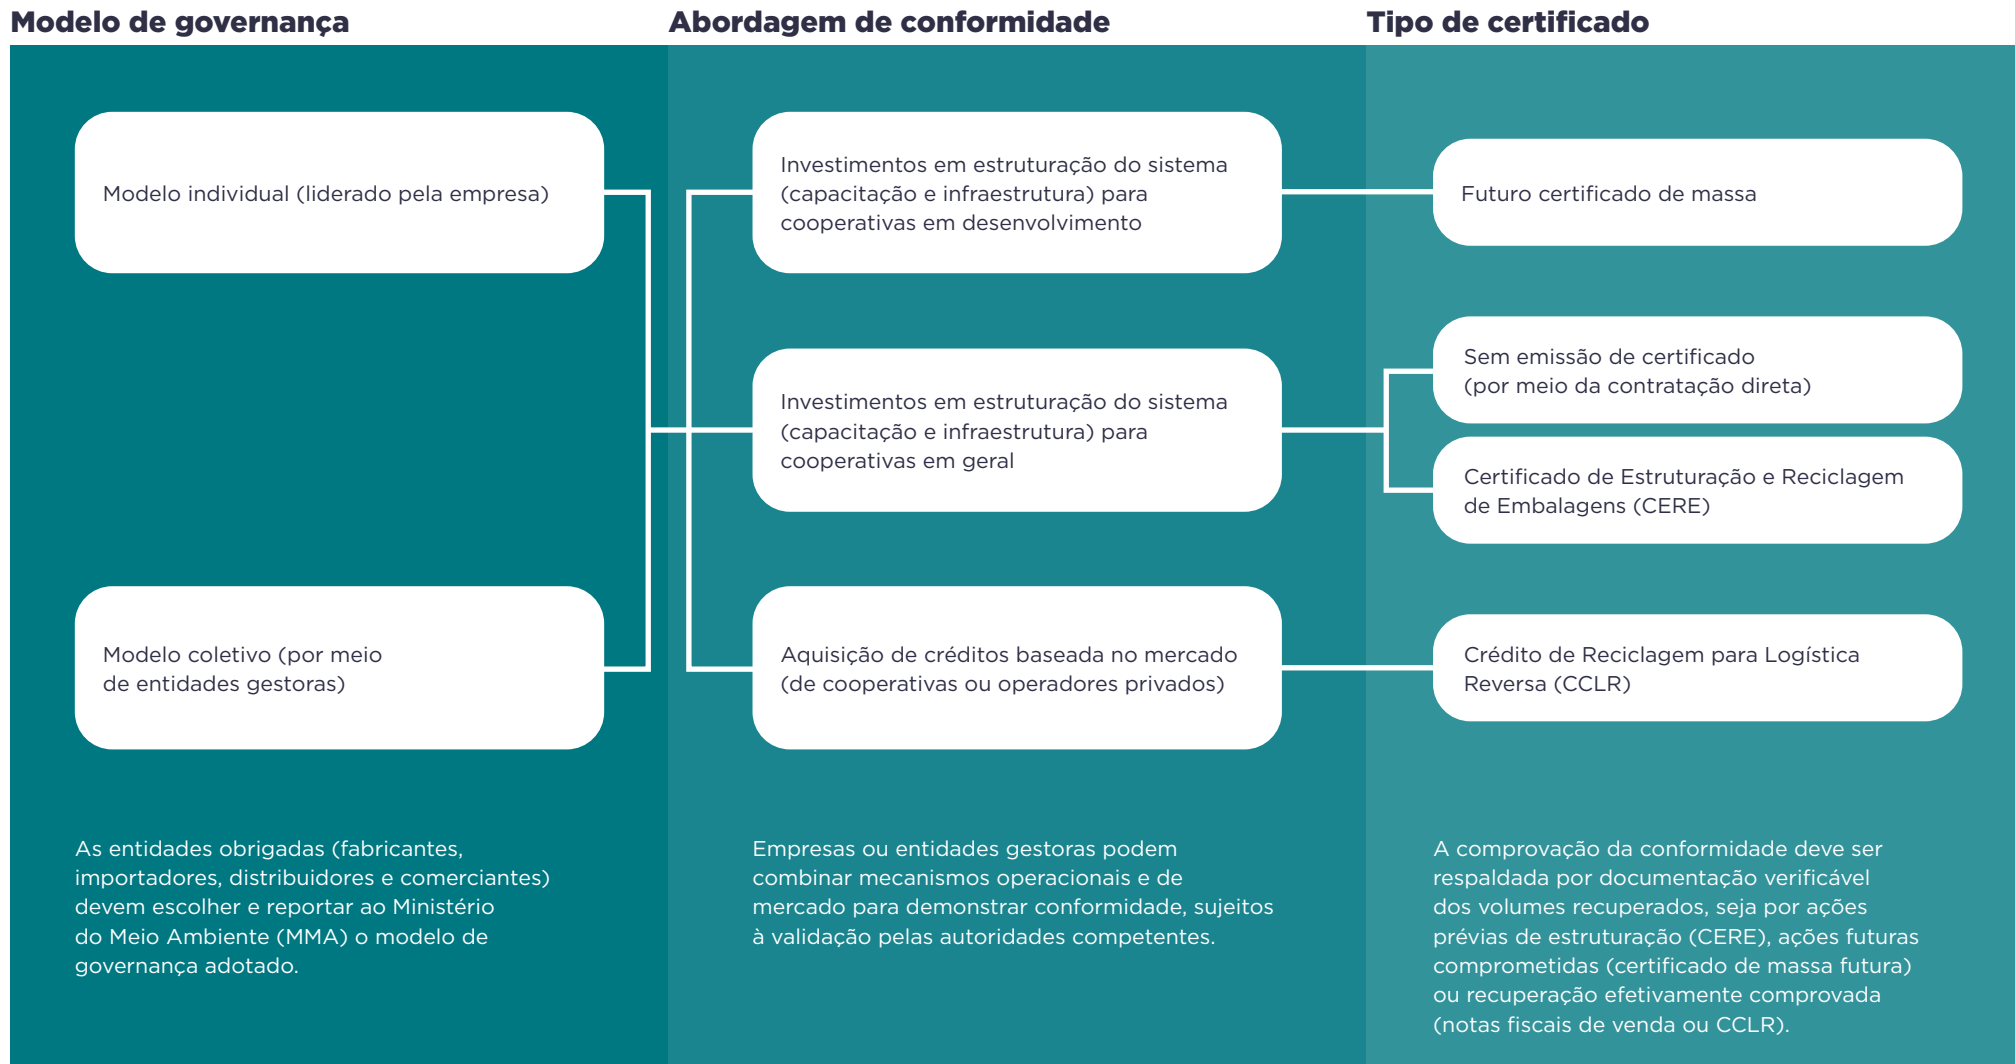 Modelo de governança
Abordagem de conformidade
Tipo de certificado
Modelo individual (liderado pela empresa)
Modelo coletivo (por meio
de entidades gestoras)
As entidades obrigadas (fabricantes,
importadores, distribuidores e comerciantes)
devem escolher e reportar ao Ministério
do Meio Ambiente (MMA) o modelo de
governança adotado.
Investimentos em estruturação do sistema
(capacitação e infraestrutura) para
cooperativas em desenvolvimento
Investimentos em estruturação do sistema
(capacitação e infraestrutura) para
cooperativas em geral
Aquisição de créditos baseada no mercado
(de cooperativas ou operadores privados)
Empresas ou entidades gestoras podem
combinar mecanismos operacionais e de
mercado para demonstrar conformidade, sujeitos
à validação pelas autoridades competentes.
Futuro certificado de massa
Sem emissão de certificado
(por meio da contratação direta)
Certificado de Estruturação e Reciclagem
de Embalagens (CERE)
Crédito de Reciclagem para Logística
Reversa (CCLR)
A comprovação da conformidade deve ser
respaldada por documentação verificável
dos volumes recuperados, seja por ações
prévias de estruturação (CERE), ações futuras
comprometidas (certificado de massa futura)
ou recuperação efetivamente comprovada
(notas fiscais de venda ou CCLR).